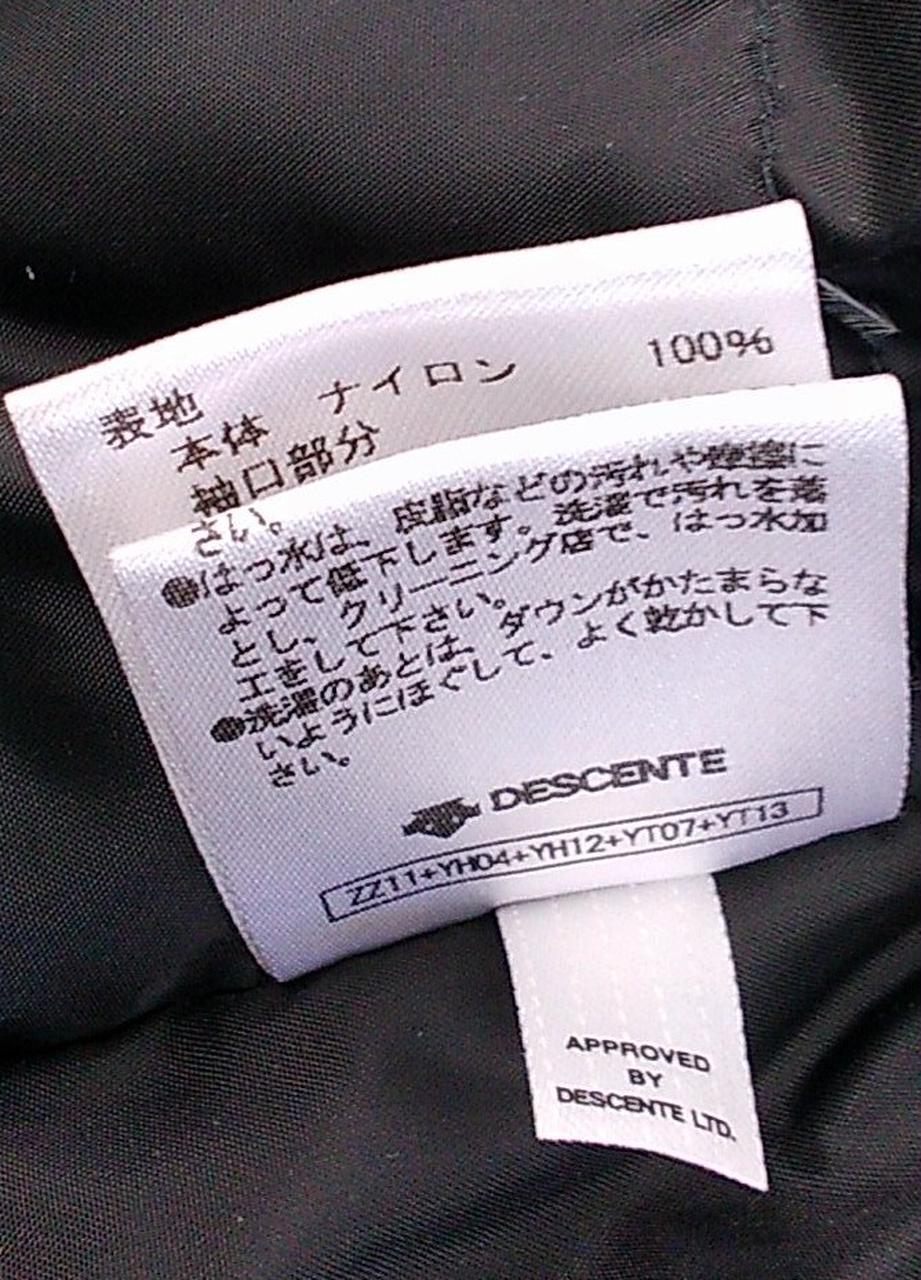 表地
本体 ナイロン 100%
袖口部分
さい。
●はっ水は、皮脂などの汚れや摩擦に
よって低下します。洗濯で汚れを落
とし、クリーニング店で、はっ水加
工をして下さい。
●洗濯のあとは、ダウンがかたまらな
いようにほぐして、よく乾かして下
さい。
DESCENTE
ZZ11+YH04+YH12+YT07+YT13
APPROVED
BY
DESCENTE LTD.